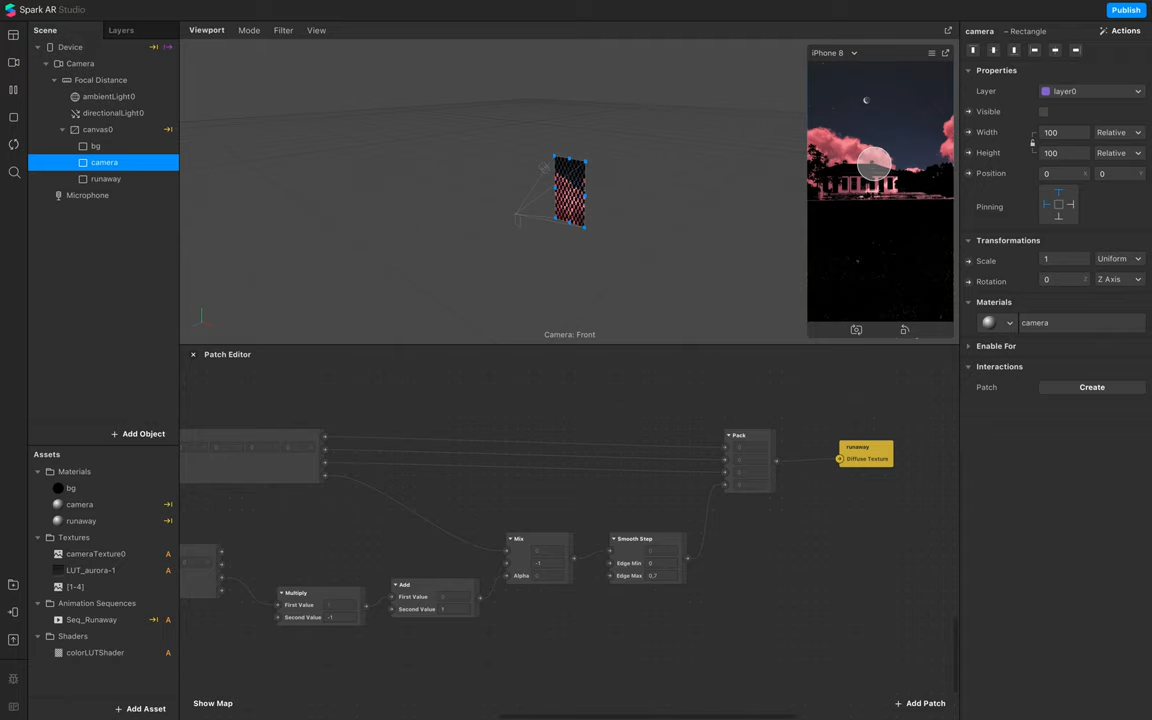 Spark AR Studio
Publish
Scene
Layers
Device
Camera
Focal Distance
ambientLight0
directionalLight0
canvas0
bg
camera
runaway
Microphone
+ Add Object
Assets
Materials
bg
camera
runaway
Textures
cameraTexture0
A
LUT_aurora-1
A
[1-4]
Animation Sequences
Seq_Runaway
A
Shaders
colorLUTShader
A
+ Add Asset
Viewport
Mode
Filter
View
iPhone 8
Camera: Front
Patch Editor
Pack
runaway
Diffuse Texture
Mix
0
-1
Alpha
0
Smooth Step
0
Edge Min
0
Edge Max
0,7
Multiply
First Value
1
Second Value
-1
Add
First Value
0
Second Value
1
Show Map
+ Add Patch
camera – Rectangle
Actions
Properties
Layer
layer0
Visible
Width
100
Relative
Height
100
Relative
Position
0
X
0
Y
Pinning
Transformations
Scale
1
Uniform
Rotation
0
Z
Z Axis
Materials
camera
Enable For
Interactions
Patch
Create